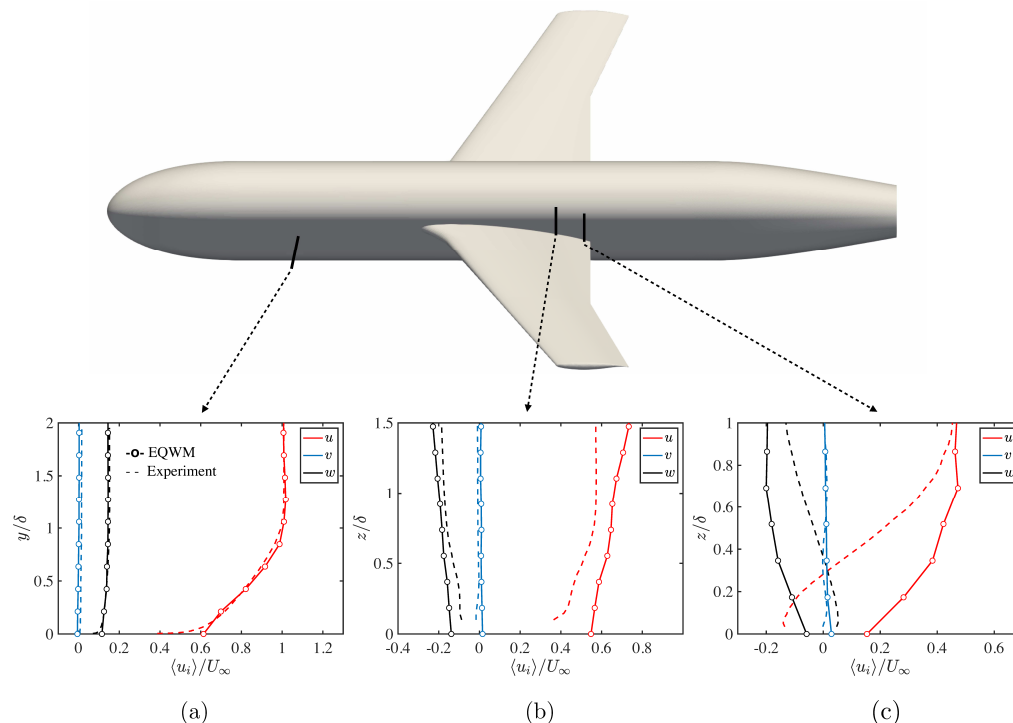 2
1.5
1
0.5
0
0 0.2 0.4 0.6 0.8 1 1.2
y/δ
⟨u_i⟩/U_∞
-o- EQWM
-- Experiment
u
v
w
(a)
1.5
1
0.5
0
-0.4 -0.2 0 0.2 0.4 0.6 0.8
z/δ
⟨u_i⟩/U_∞
u
v
w
(b)
1
0.8
0.6
0.4
0.2
0
-0.2 0 0.2 0.4 0.6
z/δ
⟨u_i⟩/U_∞
u
v
w
(c)